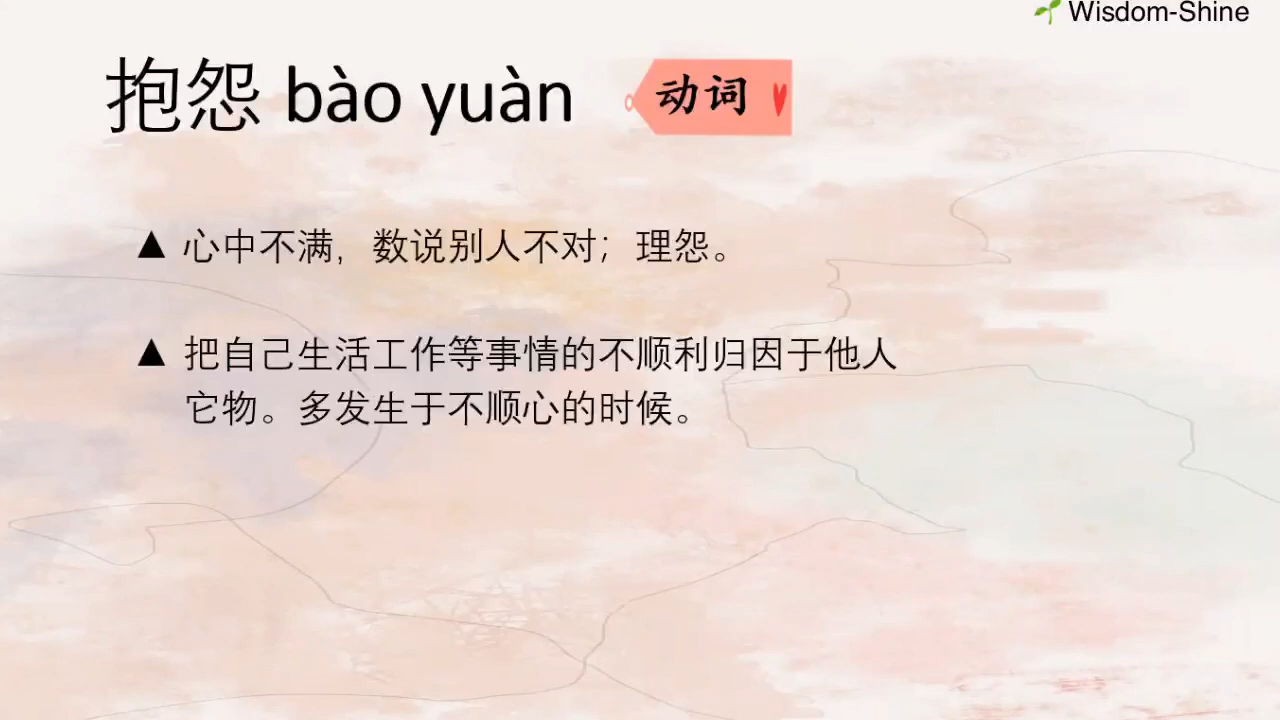 Wisdom-Shine
抱怨 bào yuàn 动词
▲ 心中不满，数说别人不对；理怨。
▲ 把自己生活工作等事情的不顺利归因于他人
它物。多发生于不顺心的时候。